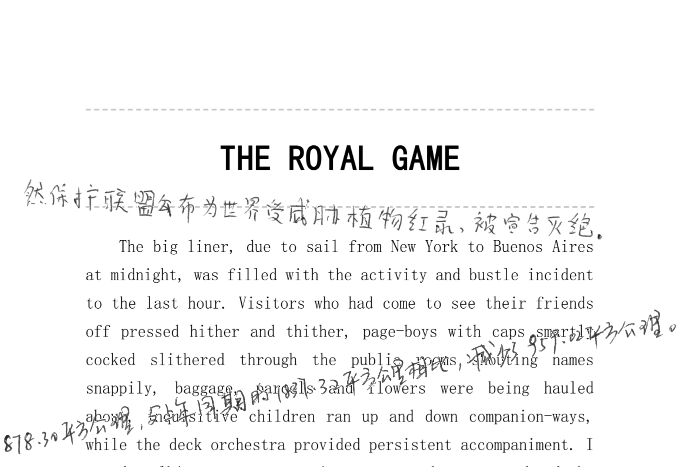 THE ROYAL GAME
然保护联盟公布为世界受威胁植物红录、被宣告灭绝。
The big liner, due to sail from New York to Buenos Aires
at midnight, was filled with the activity and bustle incident
to the last hour. Visitors who had come to see their friends
off pressed hither and thither, page-boys with caps smartly
cocked slithered through the public rooms, shouting names
snappily, baggage, parcels and flowers were being hauled
above, inquisitive children ran up and down companion-ways,
while the deck orchestra provided persistent accompaniment. I
878.30平方公里,与去年同期的1837.32平方公里相比,减少959.02平方公里。